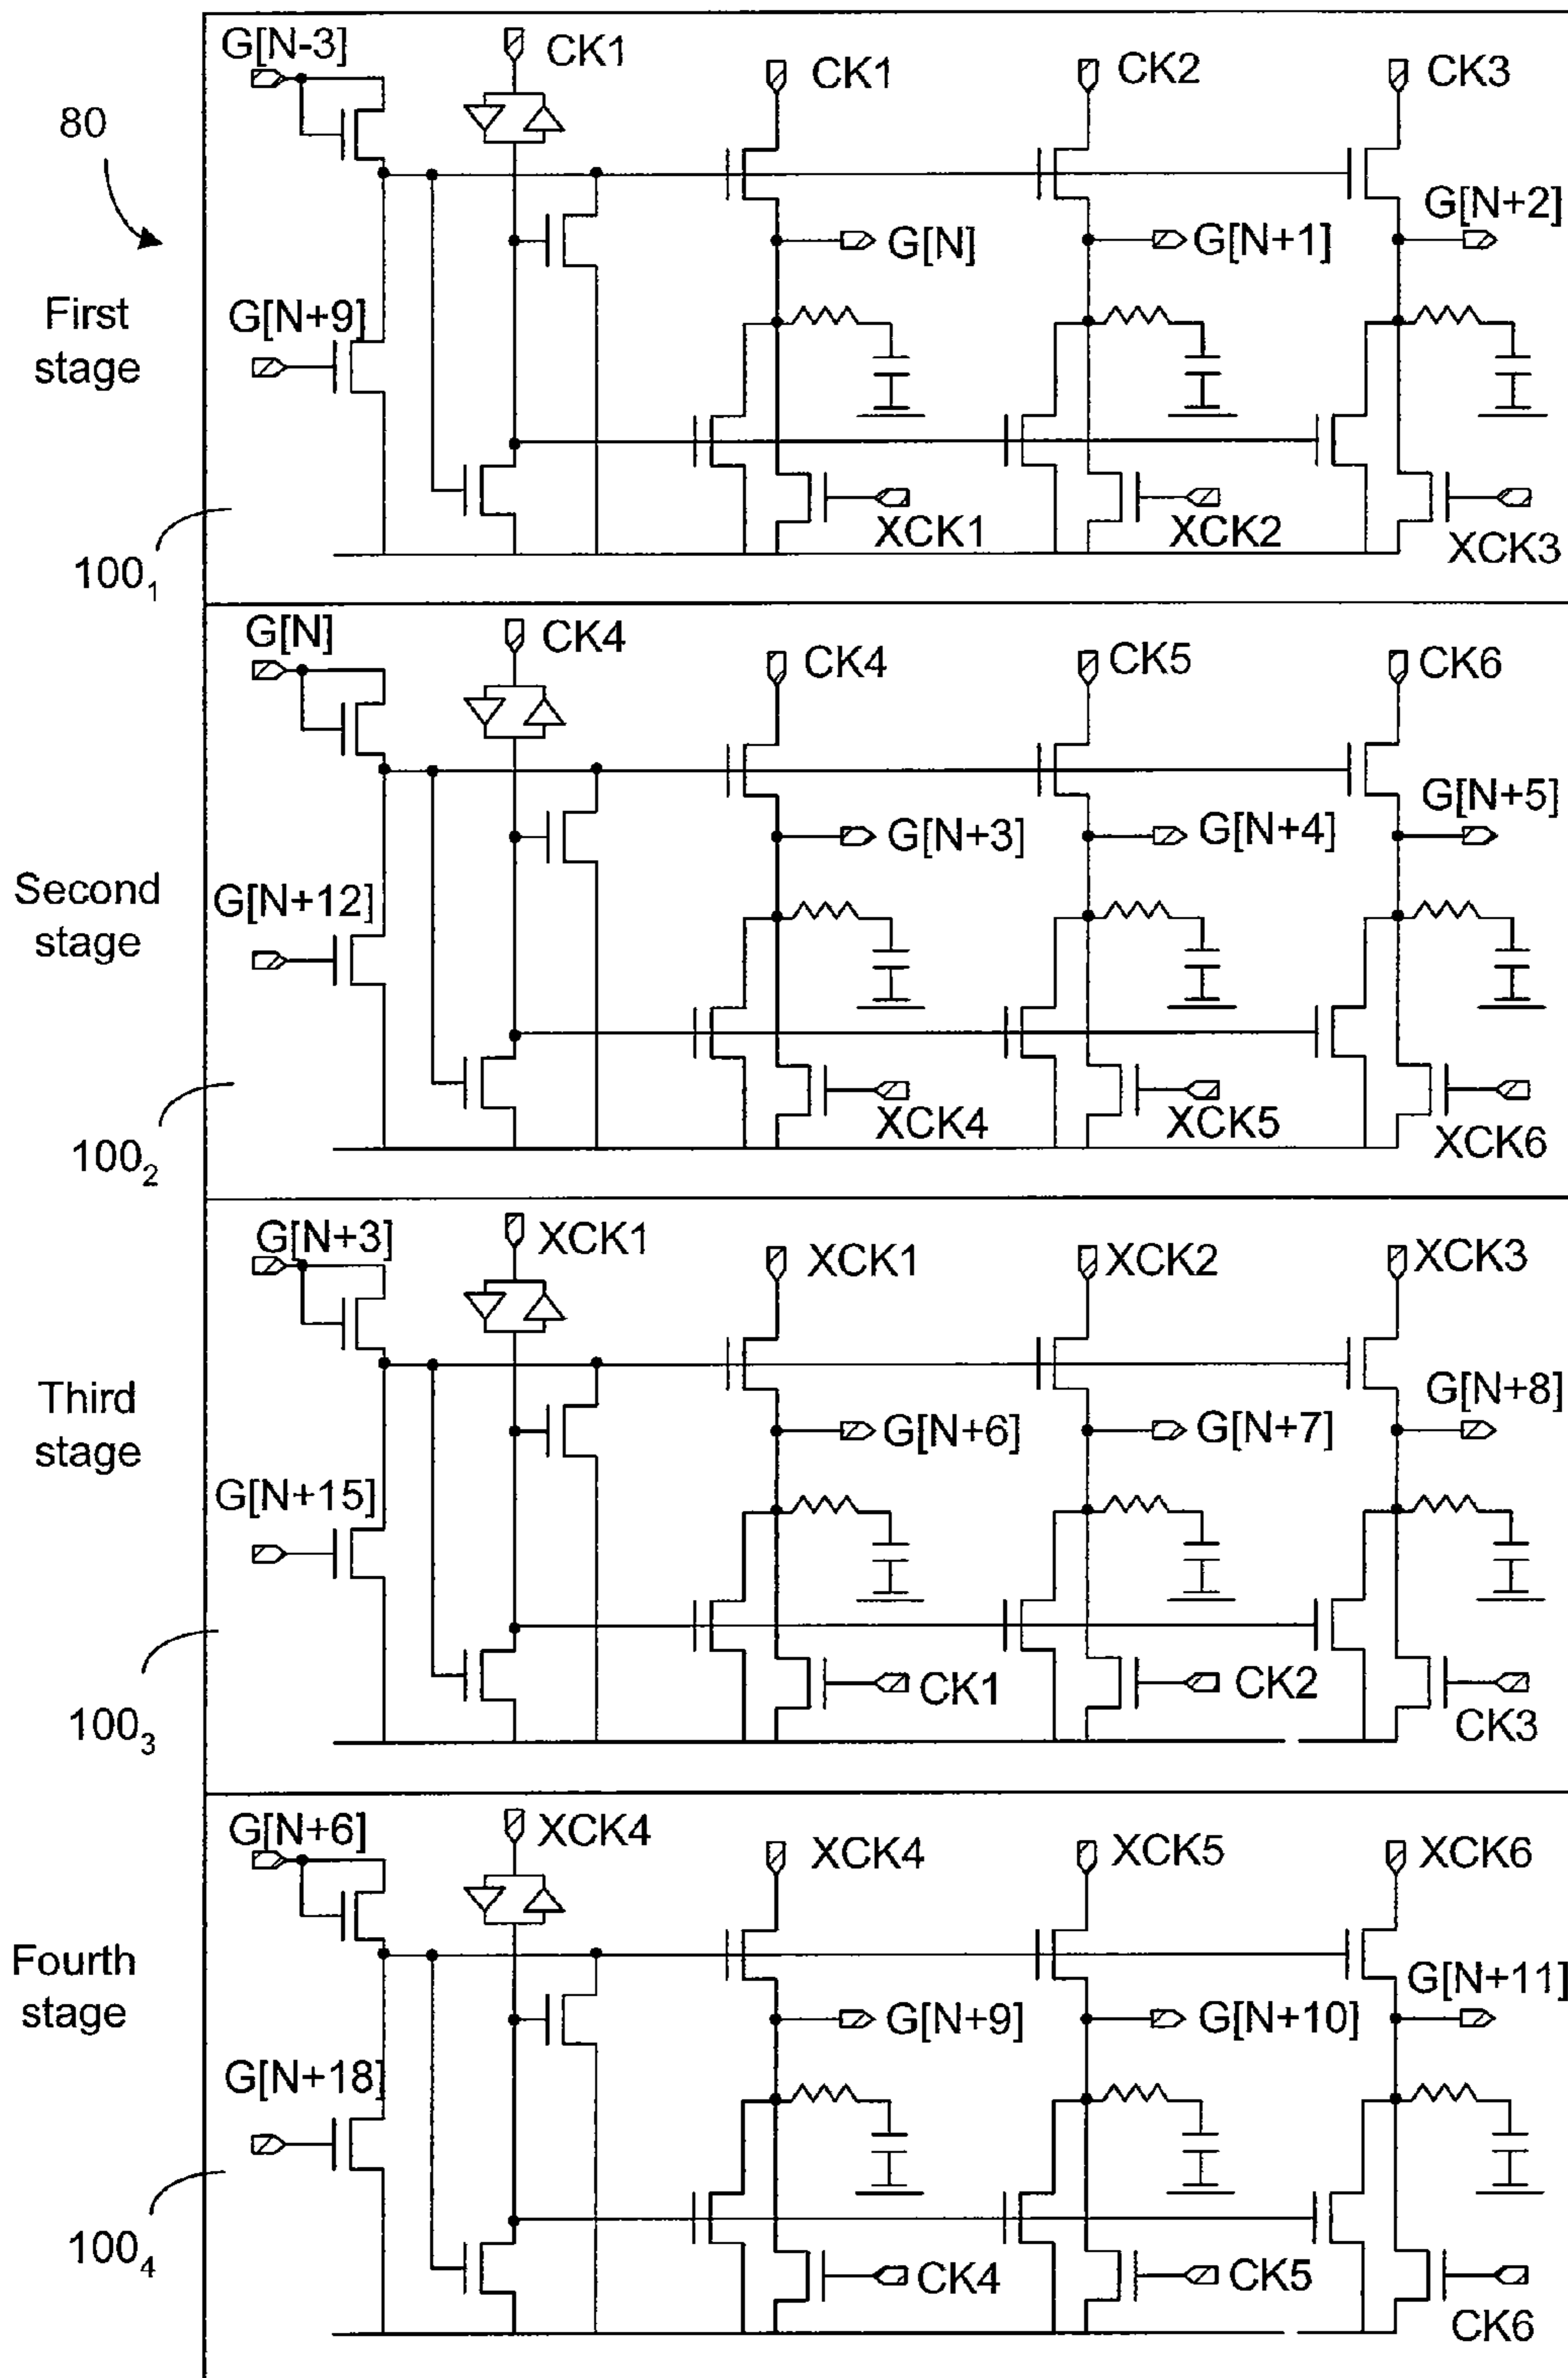 80
First
stage
100₁
G[N-3]
CK1
CK1
CK2
CK3
G[N]
G[N+1]
G[N+2]
G[N+9]
XCK1
XCK2
XCK3
Second
stage
100₂
G[N]
CK4
CK4
CK5
CK6
G[N+3]
G[N+4]
G[N+5]
G[N+12]
XCK4
XCK5
XCK6
Third
stage
100₃
G[N+3]
XCK1
XCK1
XCK2
XCK3
G[N+6]
G[N+7]
G[N+8]
G[N+15]
CK1
CK2
CK3
Fourth
stage
100₄
G[N+6]
XCK4
XCK4
XCK5
XCK6
G[N+9]
G[N+10]
G[N+11]
G[N+18]
CK4
CK5
CK6